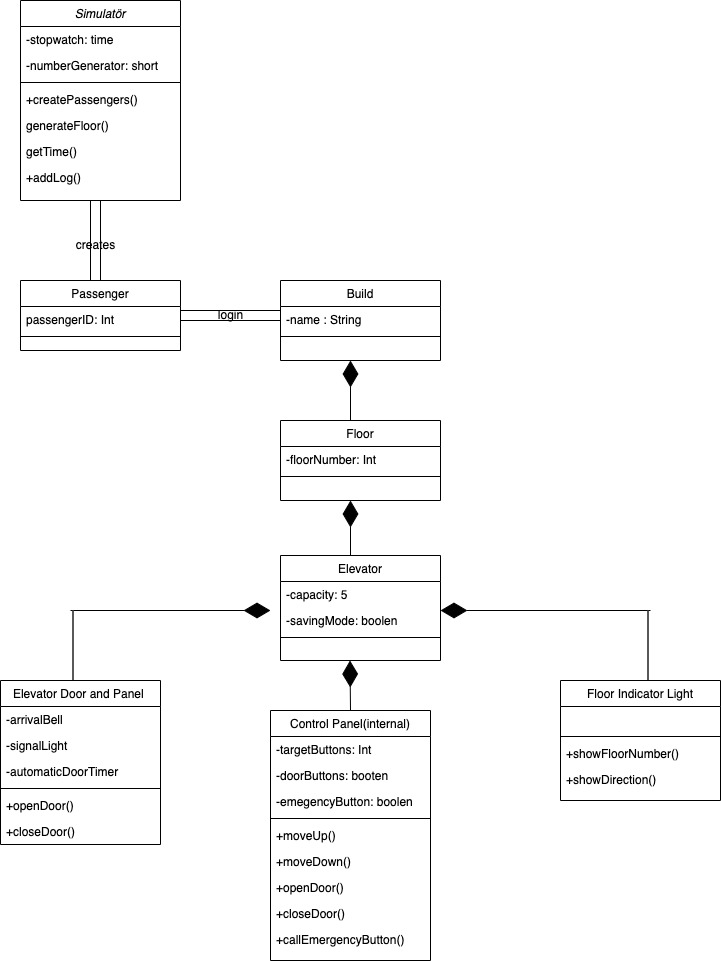 Simulatör
-stopwatch: time
-numberGenerator: short
+createPassengers()
generateFloor()
getTime()
+addLog()
creates
Passenger
passengerID: Int
login
Build
-name : String
Floor
-floorNumber: Int
Elevator
-capacity: 5
-savingMode: boolen
Elevator Door and Panel
-arrivalBell
-signalLight
-automaticDoorTimer
+openDoor()
+closeDoor()
Control Panel(internal)
-targetButtons: Int
-doorButtons: booten
-emegencyButton: boolen
+moveUp()
+moveDown()
+openDoor()
+closeDoor()
+callEmergencyButton()
Floor Indicator Light
+showFloorNumber()
+showDirection()